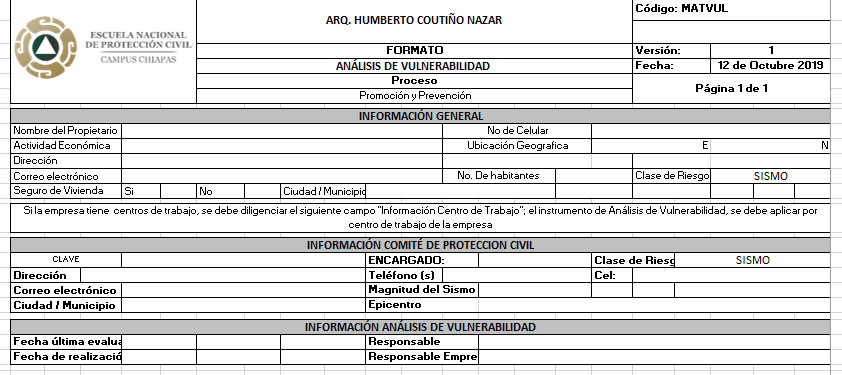 ESCUELA NACIONAL
DE PROTECCIÓN CIVIL
CAMPUS CHIAPAS
ARQ. HUMBERTO COUTIÑO NAZAR
Código: MATVUL
FORMATO
Versión: 1
ANÁLISIS DE VULNERABILIDAD
Fecha: 12 de Octubre 2019
Proceso
Página 1 de 1
Promoción y Prevención
INFORMACIÓN GENERAL
Nombre del Propietario No de Celular
Actividad Económica Ubicación Geografica E N
Dirección
Correo electrónico No. De habitantes Clase de Riesgo SISMO
Seguro de Vivienda Si No Ciudad / Municipio
Si la empresa tiene centros de trabajo, se debe diligenciar el siguiente campo "Información Centro de Trabajo"; el instrumento de Análisis de Vulnerabilidad, se debe aplicar por
centro de trabajo de la empresa
INFORMACIÓN COMITÉ DE PROTECCION CIVIL
CLAVE ENCARGADO: Clase de Riesg SISMO
Dirección Teléfono (s) Cel:
Correo electrónico Magnitud del Sismo
Ciudad / Municipio Epicentro
INFORMACIÓN ANÁLISIS DE VULNERABILIDAD
Fecha última evalua Responsable
Fecha de realizació Responsable Empre